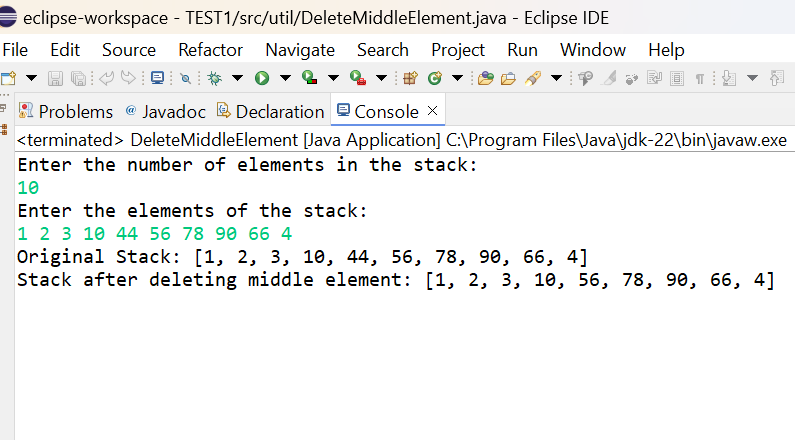 eclipse-workspace - TEST1/src/util/DeleteMiddleElement.java - Eclipse IDE
File Edit Source Refactor Navigate Search Project Run Window Help
Problems @ Javadoc Declaration Console ×
<terminated> DeleteMiddleElement [Java Application] C:\Program Files\Java\jdk-22\bin\javaw.exe
Enter the number of elements in the stack:
10
Enter the elements of the stack:
1 2 3 10 44 56 78 90 66 4
Original Stack: [1, 2, 3, 10, 44, 56, 78, 90, 66, 4]
Stack after deleting middle element: [1, 2, 3, 10, 56, 78, 90, 66, 4]